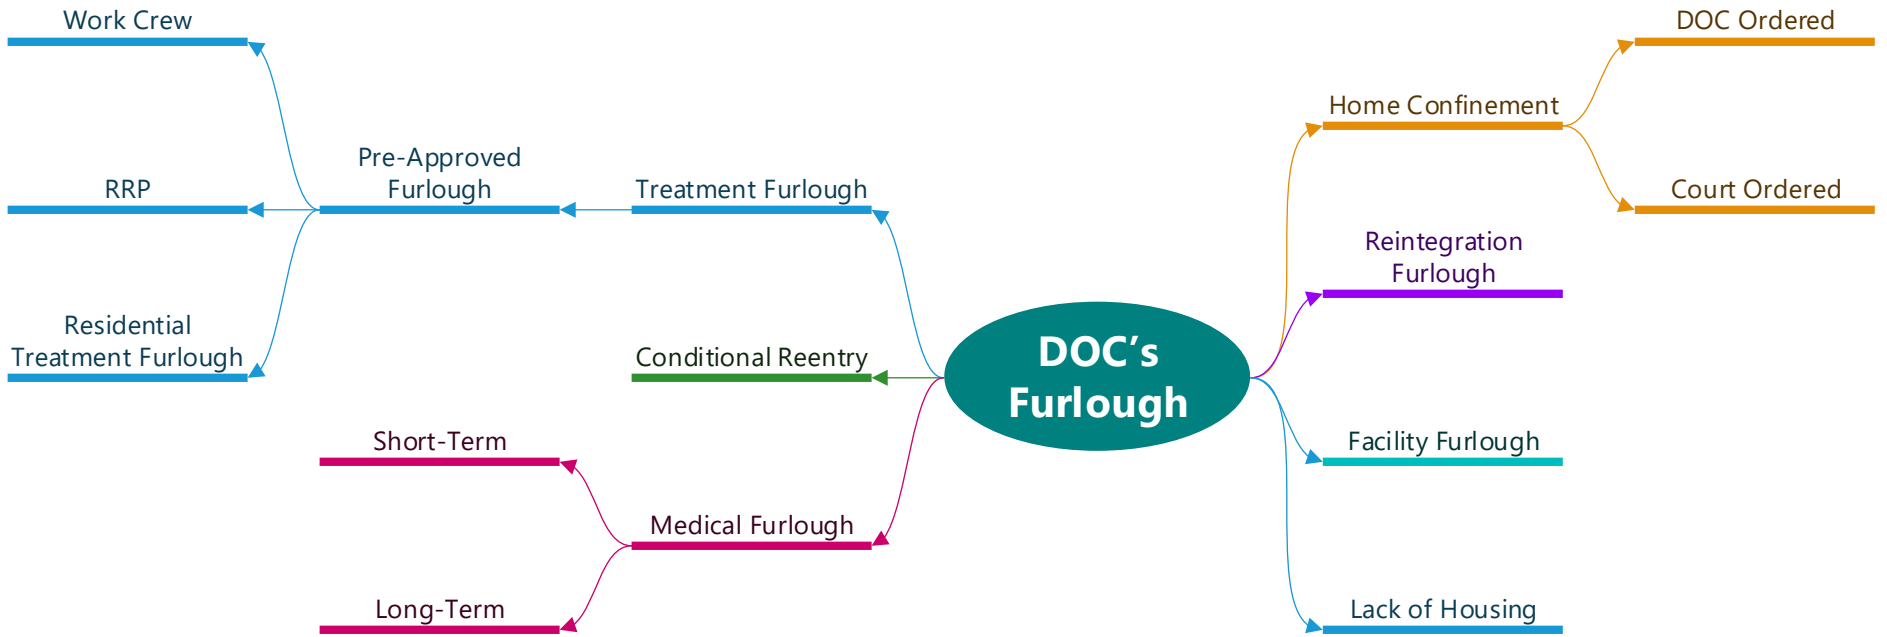 Work Crew
DOC Ordered
Home Confinement
Pre-Approved
Furlough
RRP
Treatment Furlough
Court Ordered
Reintegration
Furlough
Residential
Treatment Furlough
Conditional Reentry
DOC’s
Furlough
Short-Term
Facility Furlough
Medical Furlough
Long-Term
Lack of Housing